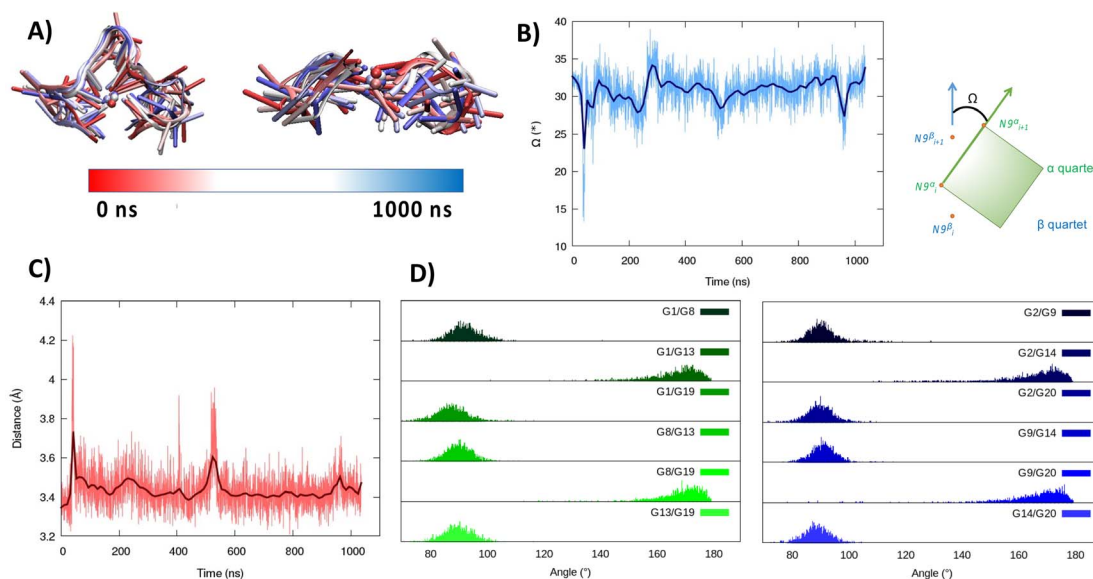 A)
0 ns
1000 ns
B)
40
35
30
25
20
15
10
Ω (°)
0
200
400
600
800
1000
Time (ns)
Ω
N9βi+1
N9αi+1
N9αi
α quarte
N9βi
β quartet
C)
4.4
4.2
4
3.8
3.6
3.4
3.2
Distance (Å)
0
200
400
600
800
1000
Time (ns)
D)
G1/G8
G1/G13
G1/G19
G8/G13
G8/G19
G13/G19
80
100
120
140
160
180
Angle (°)
G2/G9
G2/G14
G2/G20
G9/G14
G9/G20
G14/G20
80
100
120
140
160
180
Angle (°)